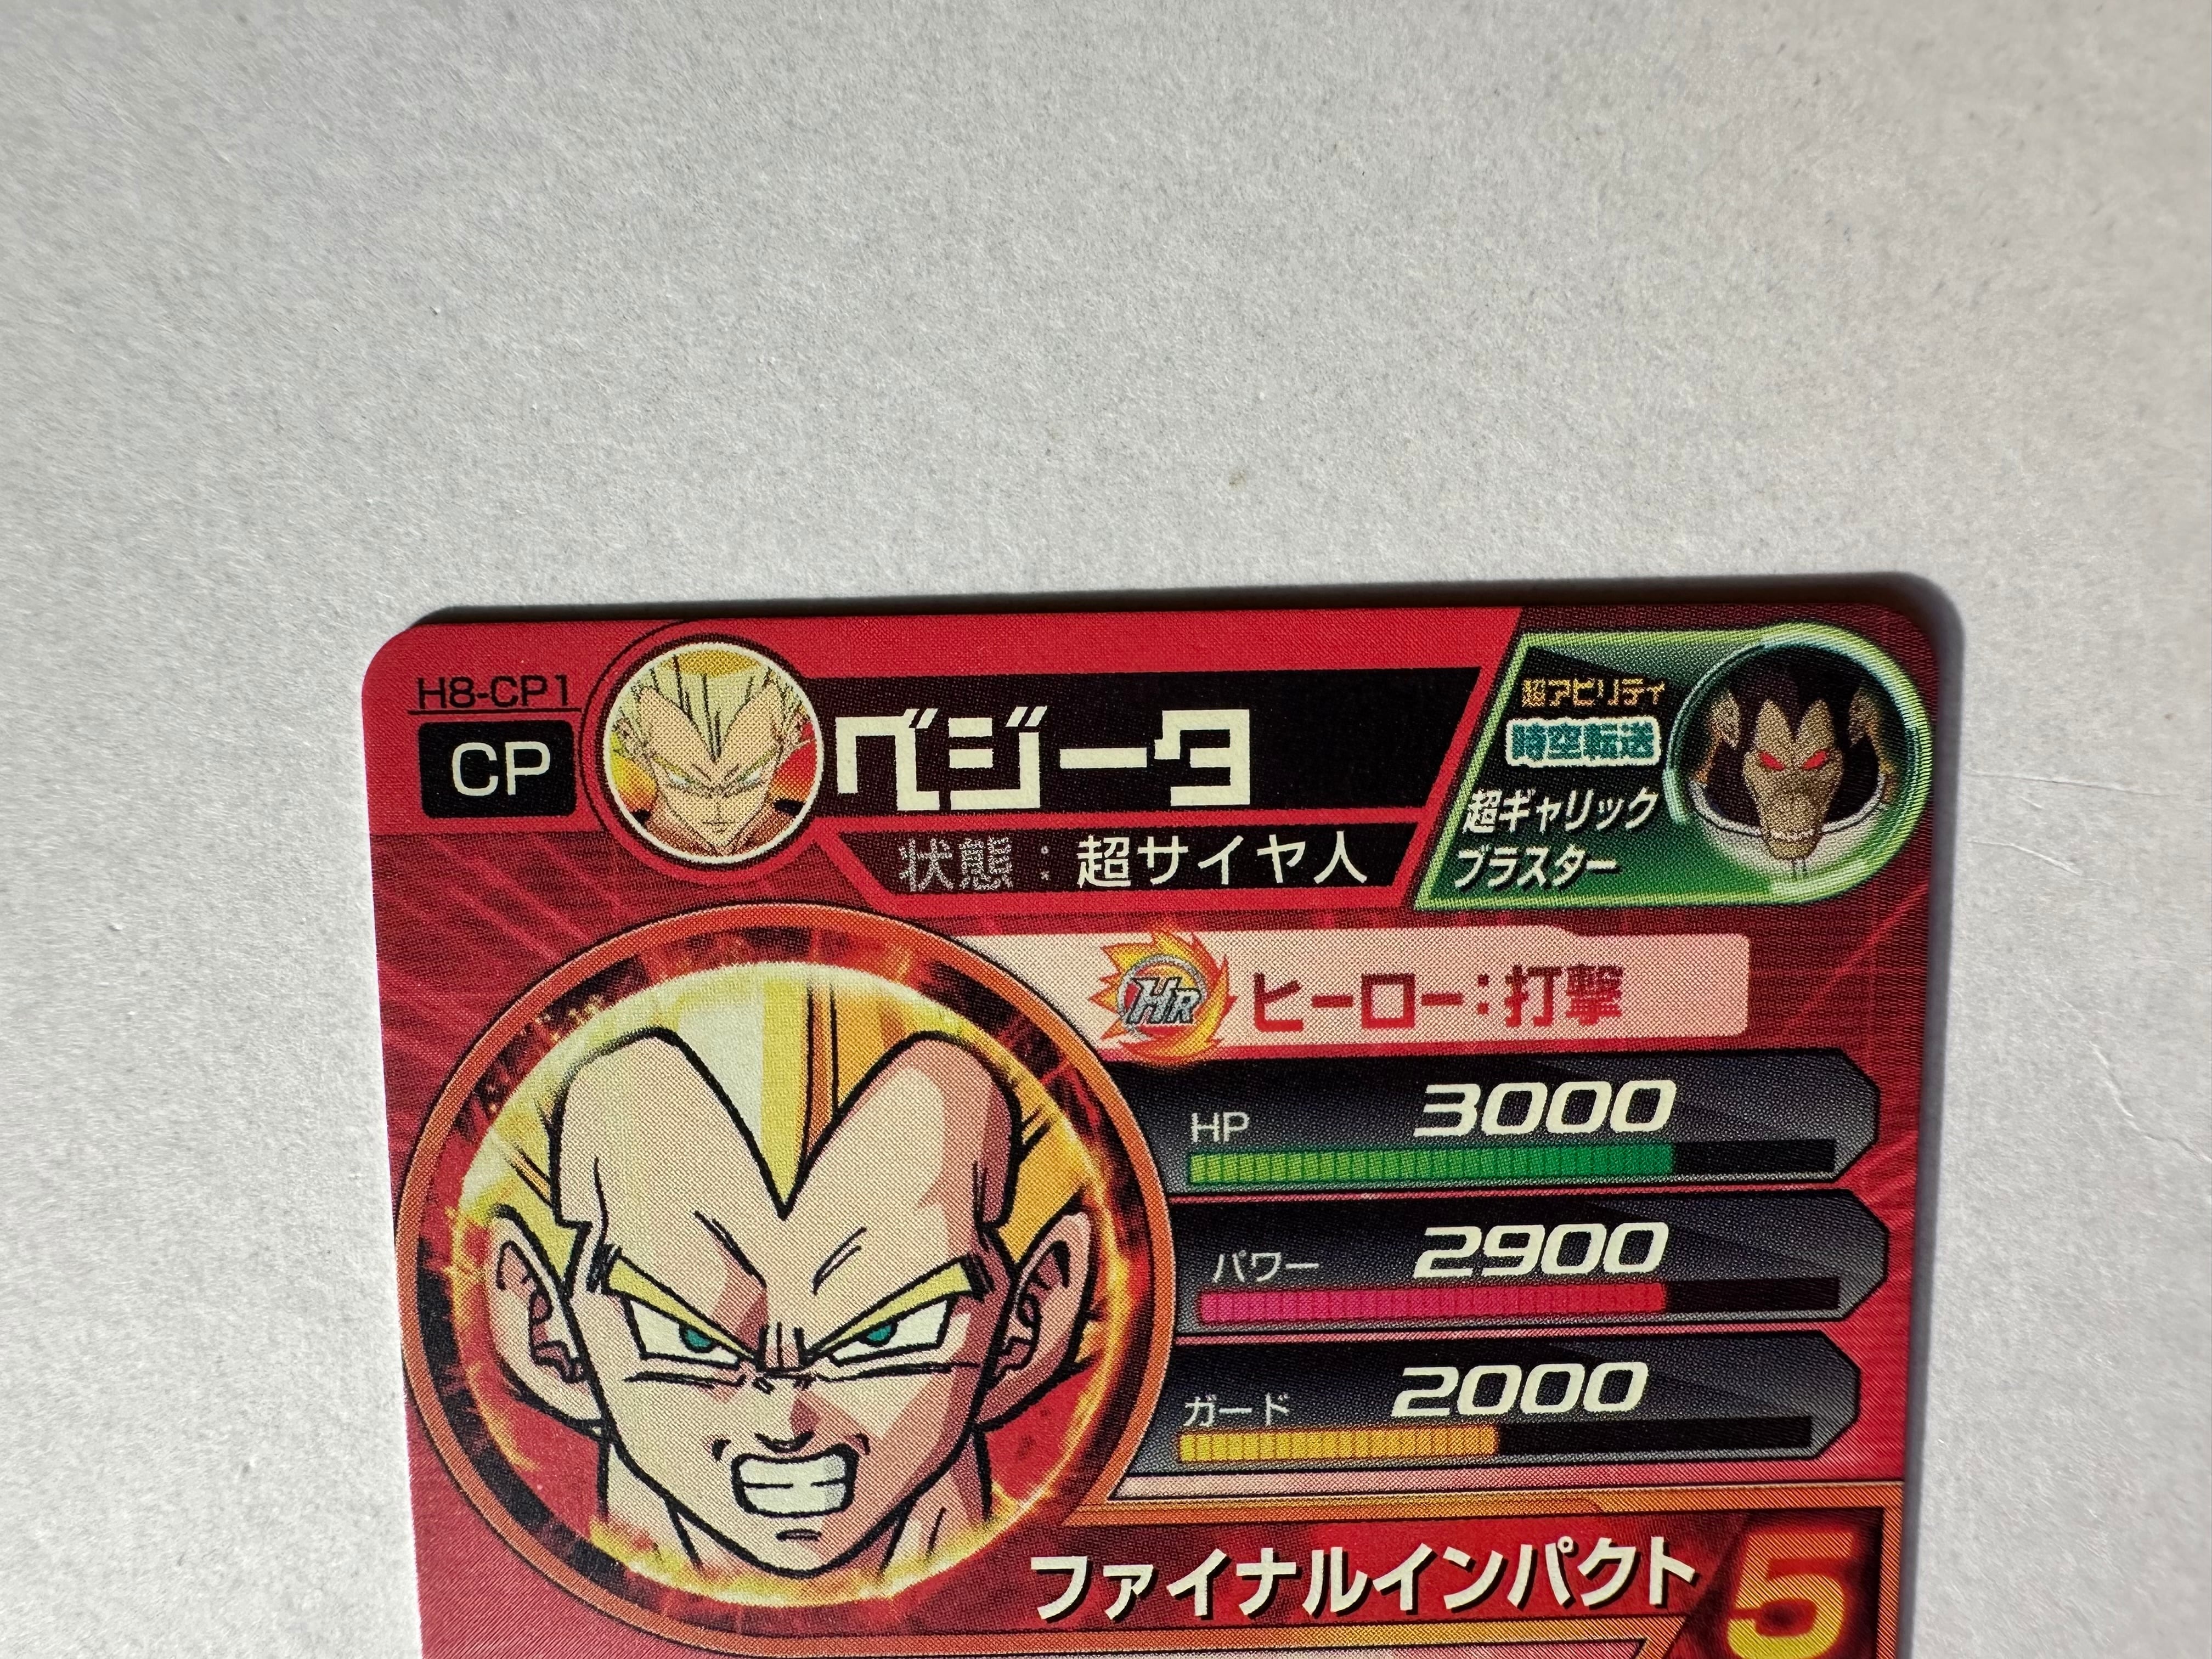 H8-CP1
CP
ベジータ
状態：超サイヤ人
超アビリティ
時空転送
超ギャリック
ブラスター
HR
ヒーロー：打撃
HP 3000
パワー 2900
ガード 2000
ファイナルインパクト 5